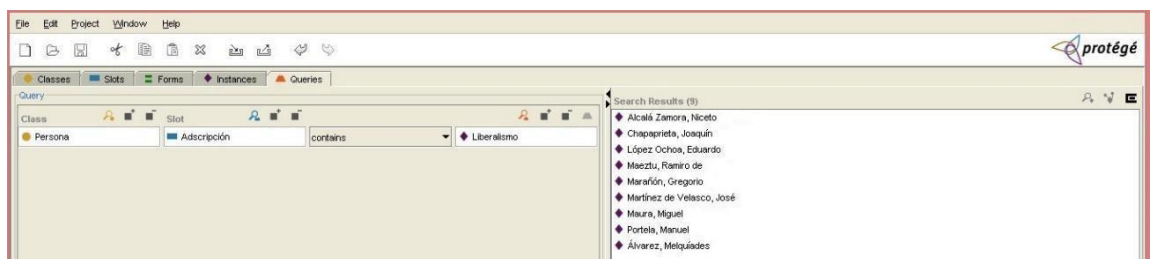 File Edit Project Window Help
protégé
Classes Slots Forms Instances Queries
Query
Class Slot
Persona Adscripción contains Liberalismo
Search Results (9)
Alcalá Zamora, Niceto
Chapaprieta, Joaquín
López Ochoa, Eduardo
Maeztu, Ramiro de
Marañón, Gregorio
Martínez de Velasco, José
Maura, Miguel
Portela, Manuel
Álvarez, Melquíades